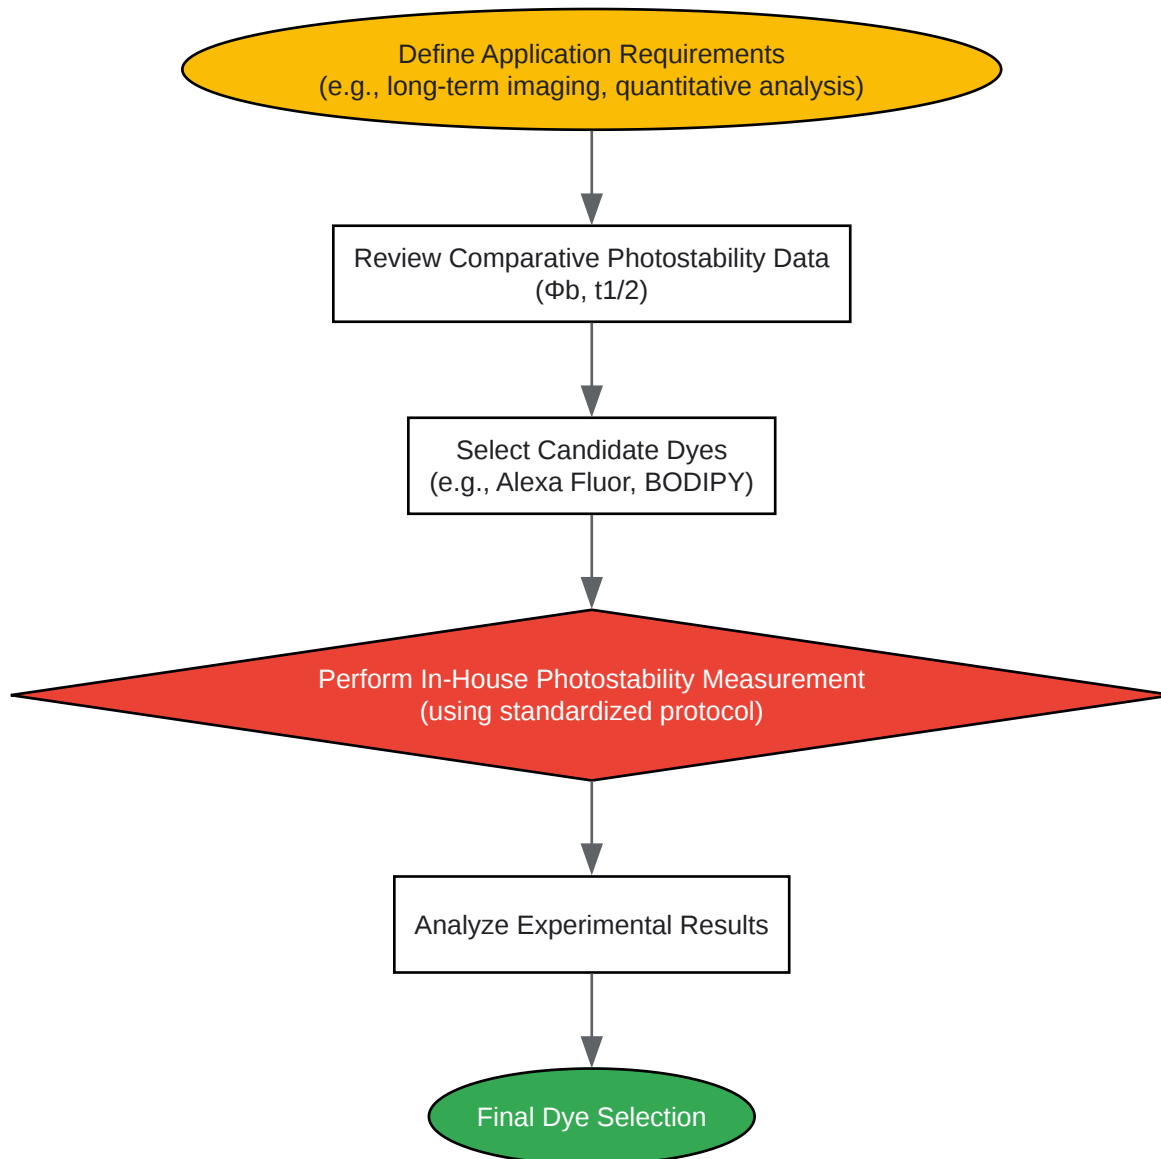 Define Application Requirements
(e.g., long-term imaging, quantitative analysis)
Review Comparative Photostability Data
(Φb, t1/2)
Select Candidate Dyes
(e.g., Alexa Fluor, BODIPY)
Perform In-House Photostability Measurement
(using standardized protocol)
Analyze Experimental Results
Final Dye Selection